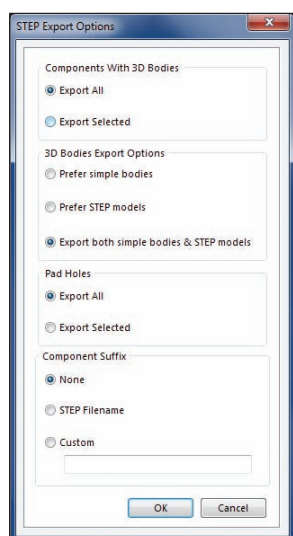 STEP Export Options
Components With 3D Bodies
Export All
Export Selected
3D Bodies Export Options
Prefer simple bodies
Prefer STEP models
Export both simple bodies & STEP models
Pad Holes
Export All
Export Selected
Component Suffix
None
STEP Filename
Custom
OK Cancel